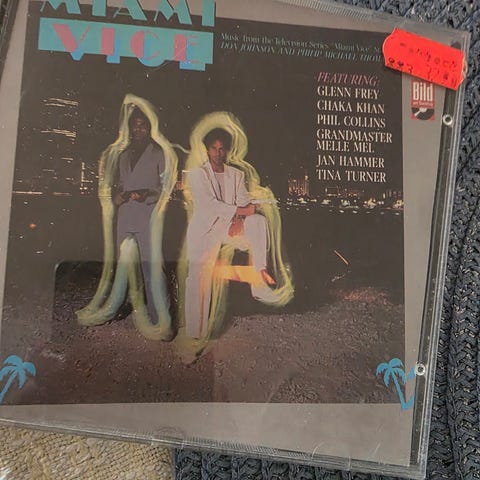 MIAMI
VICE
Music from the Television Series "Miami Vice"
DON JOHNSON AND PHILIP MICHAEL THOM
FEATURING:
GLENN FREY
CHAKA KHAN
PHIL COLLINS
GRANDMASTER
MELLE MEL
JAN HAMMER
TINA TURNER
Bild